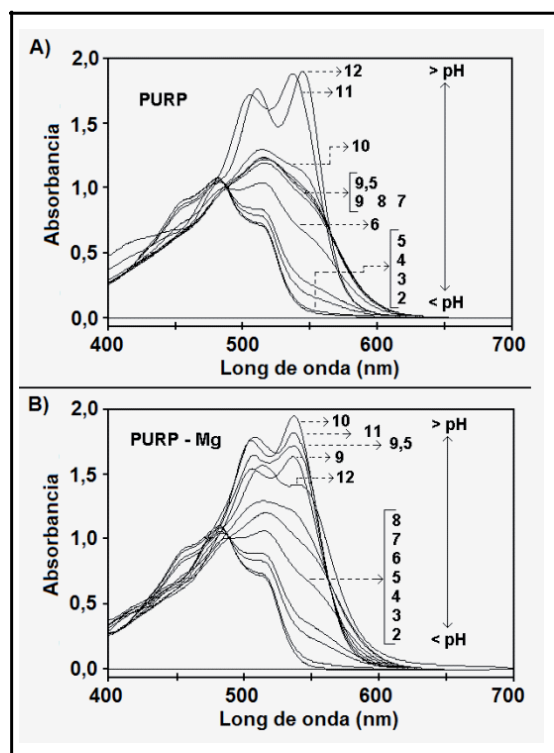 A)
PURP
Absorbancia
2,0
1,5
1,0
0,5
0,0
12
11
10
9,5
9 8 7
6
5
4
3
2
> pH
< pH
400 500 600 700
Long de onda (nm)
B)
PURP - Mg
Absorbancia
2,0
1,5
1,0
0,5
0,0
10
11
9,5
9
12
8
7
6
5
4
3
2
> pH
< pH
400 500 600 700
Long de onda (nm)